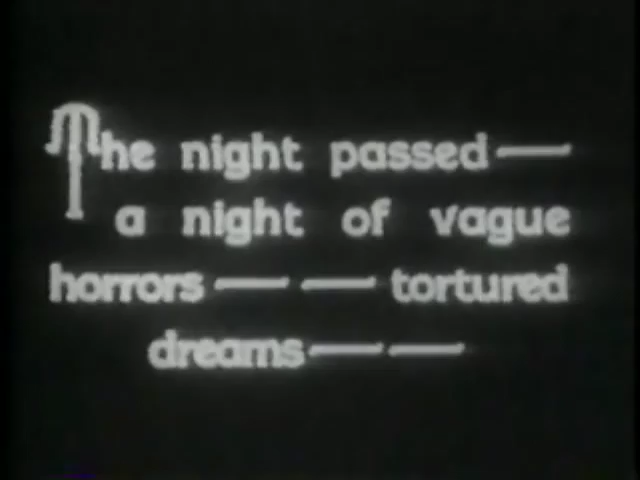 The night passed—
a night of vague
horrors— —tortured
dreams— —